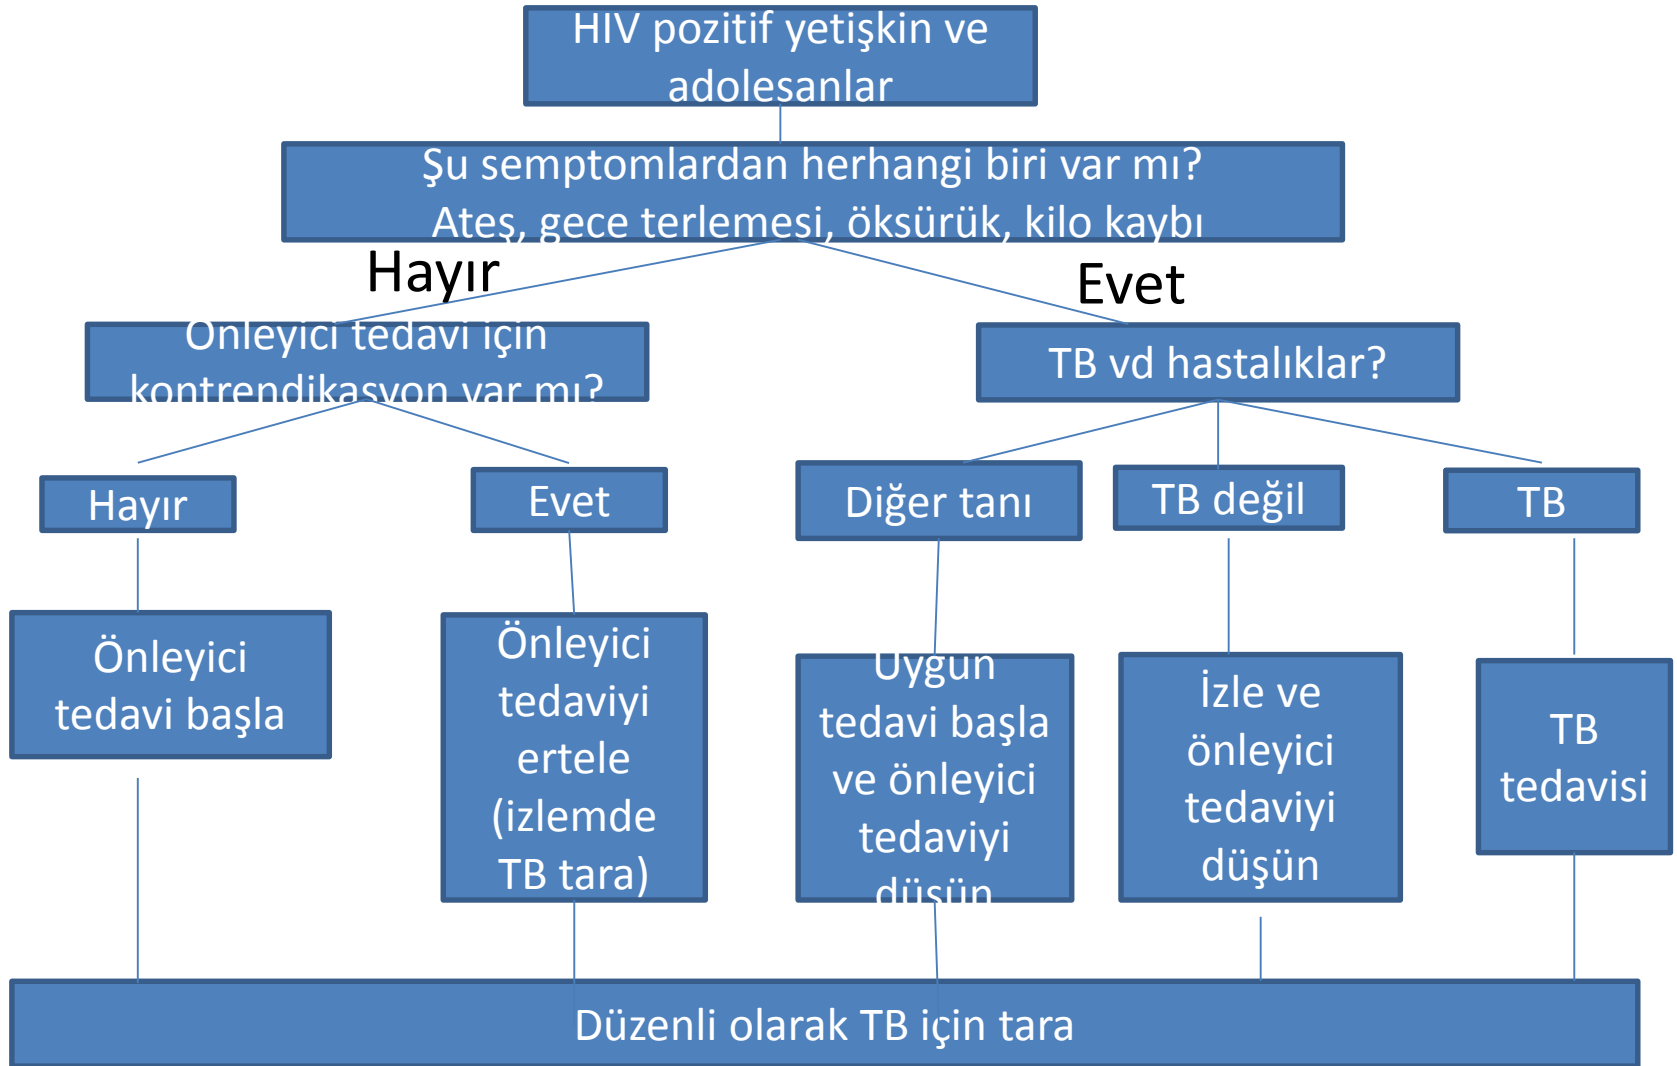 HIV pozitif yetişkin ve
adolesanlar
Şu semptomlardan herhangi biri var mı?
Ateş, gece terlemesi, öksürük, kilo kaybı
Hayır
Evet
Önleyici tedavi için
kontrendikasyon var mı?
TB vd hastalıklar?
Hayır
Evet
Diğer tanı
TB değil
TB
Önleyici
tedavi başla
Önleyici
tedaviyi
ertele
(izlemde
TB tara)
Uygun
tedavi başla
ve önleyici
tedaviyi
düşün
İzle ve
önleyici
tedaviyi
düşün
TB
tedavisi
Düzenli olarak TB için tara